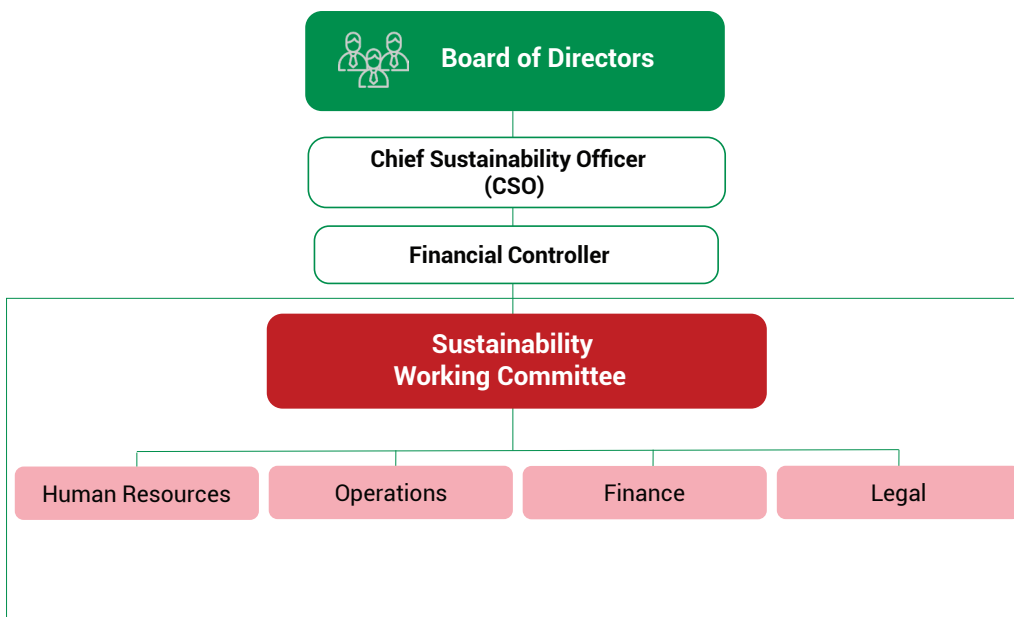 Board of Directors
Chief Sustainability Officer
(CSO)
Financial Controller
Sustainability
Working Committee
Human Resources
Operations
Finance
Legal